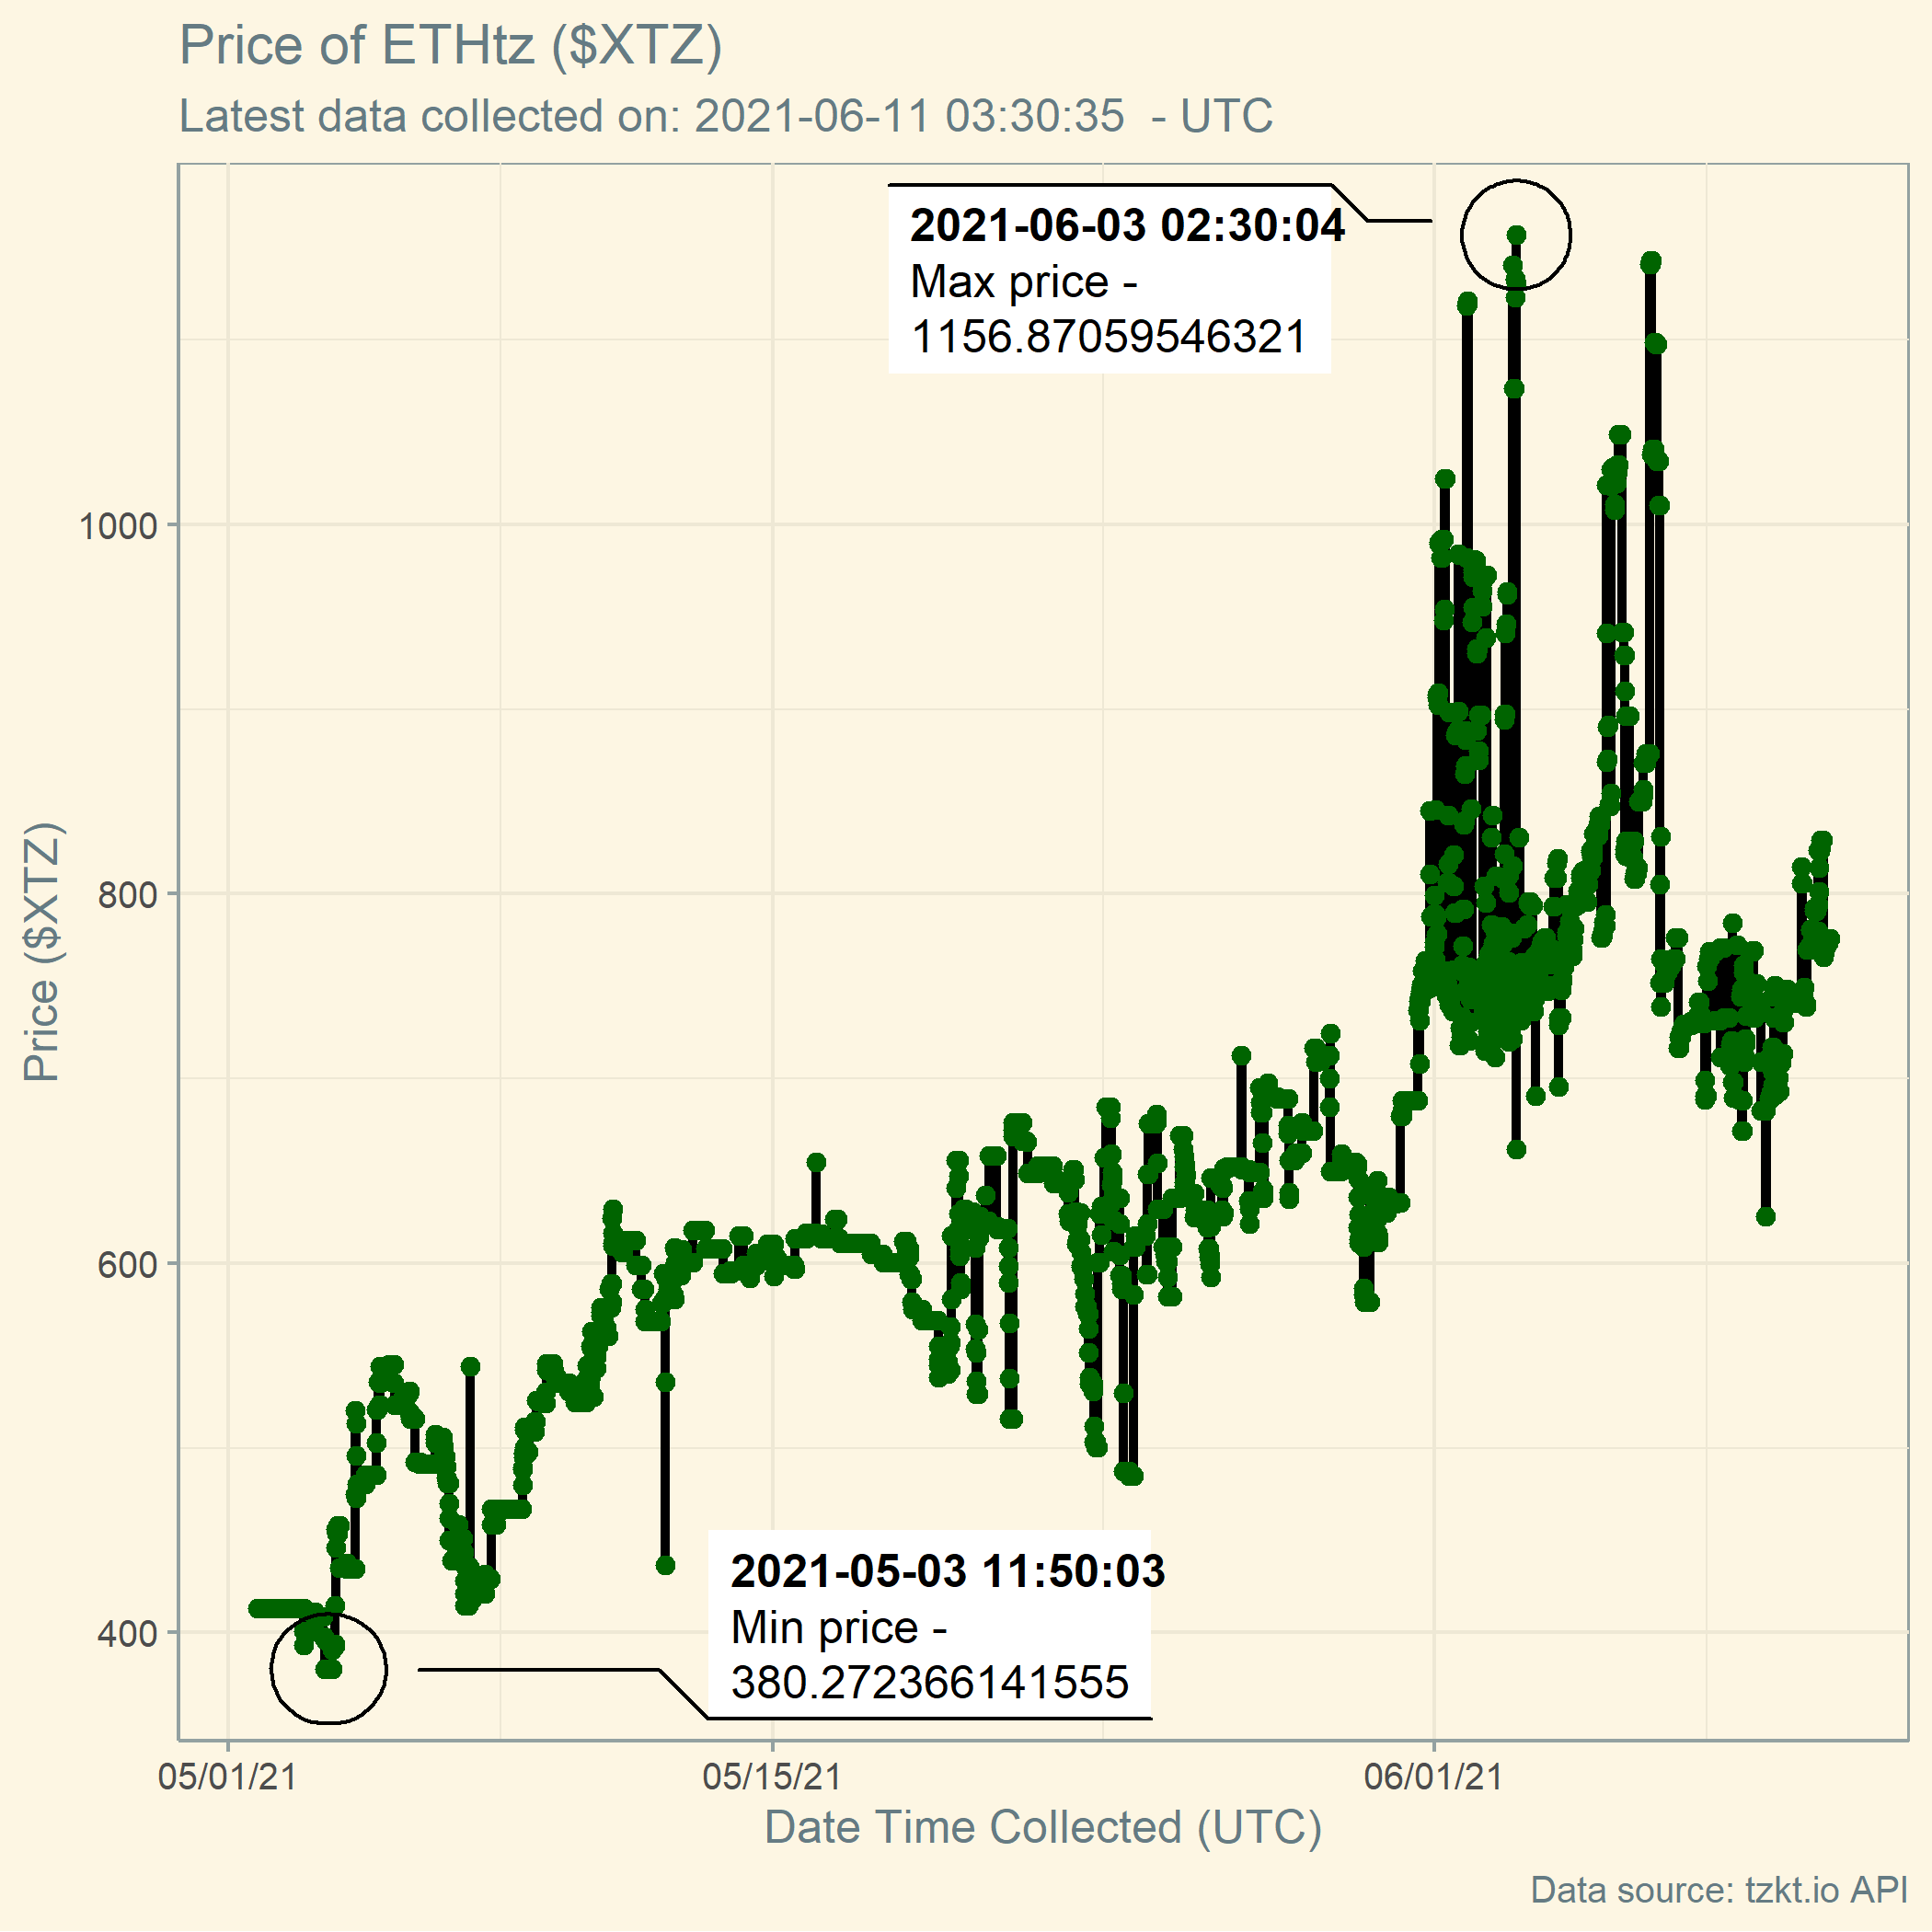 Price of ETHtz ($XTZ)
Latest data collected on: 2021-06-11 03:30:35  - UTC
2021-06-03 02:30:04
Max price -
1156.87059546321
1000
800
600
400
Price ($XTZ)
2021-05-03 11:50:03
Min price -
380.272366141555
05/01/21
05/15/21
06/01/21
Date Time Collected (UTC)
Data source: tzkt.io API